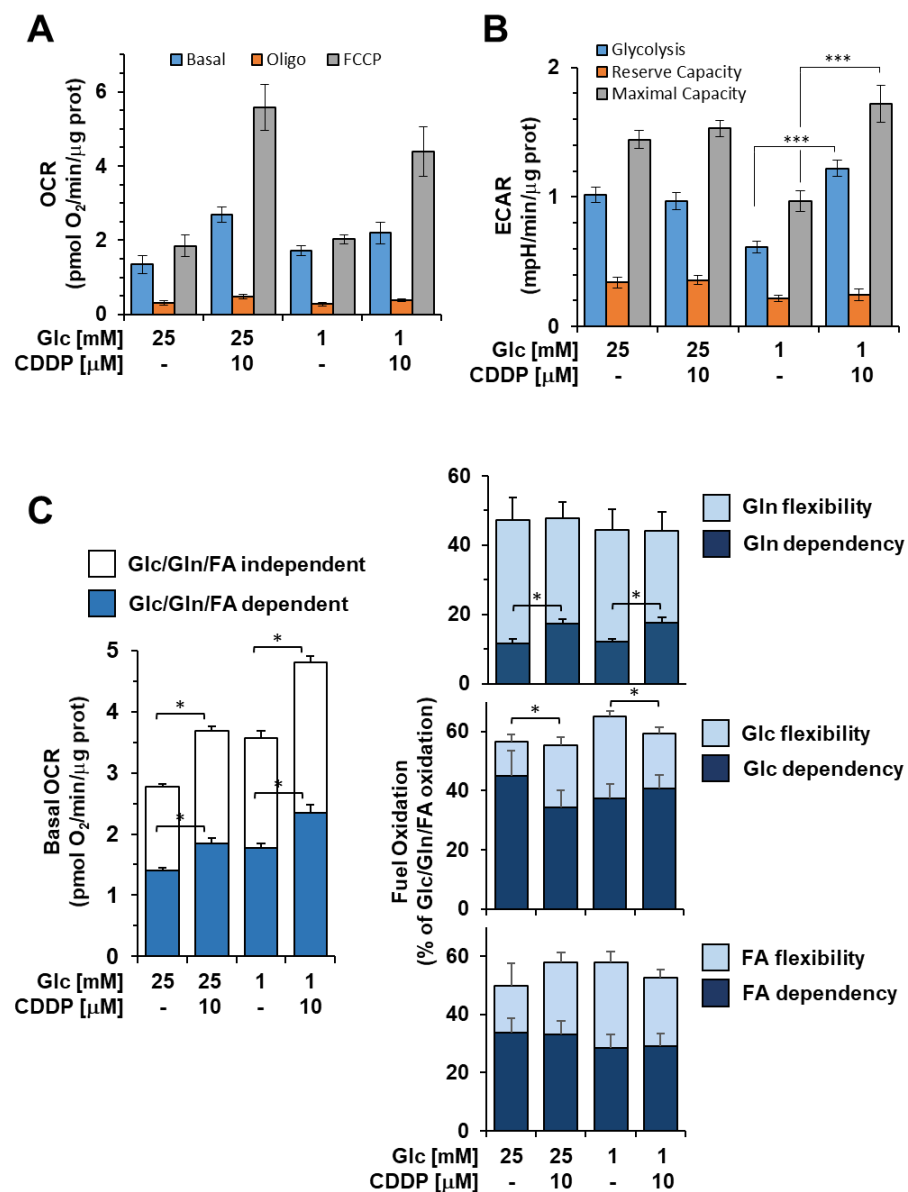 A
Basal Oligo FCCP
6
4
2
0
OCR
(pmol O2/min/µg prot)
Glc [mM] 25 25 1 1
CDDP [µM] - 10 - 10
B
Glycolysis
Reserve Capacity
Maximal Capacity
***
***
2
1
0
ECAR
(mpH/min/µg prot)
Glc [mM] 25 25 1 1
CDDP [µM] - 10 - 10
C
Glc/Gln/FA independent
Glc/Gln/FA dependent
5
4
3
2
1
0
Basal OCR
(pmol O2/min/µg prot)
*
*
*
*
Glc [mM] 25 25 1 1
CDDP [µM] - 10 - 10
Fuel Oxidation
(% of Glc/Gln/FA oxidation)
60
40
20
0
* *
Gln flexibility
Gln dependency
60
40
20
0
* *
Glc flexibility
Glc dependency
60
40
20
0
FA flexibility
FA dependency
Glc [mM] 25 25 1 1
CDDP [µM] - 10 - 10